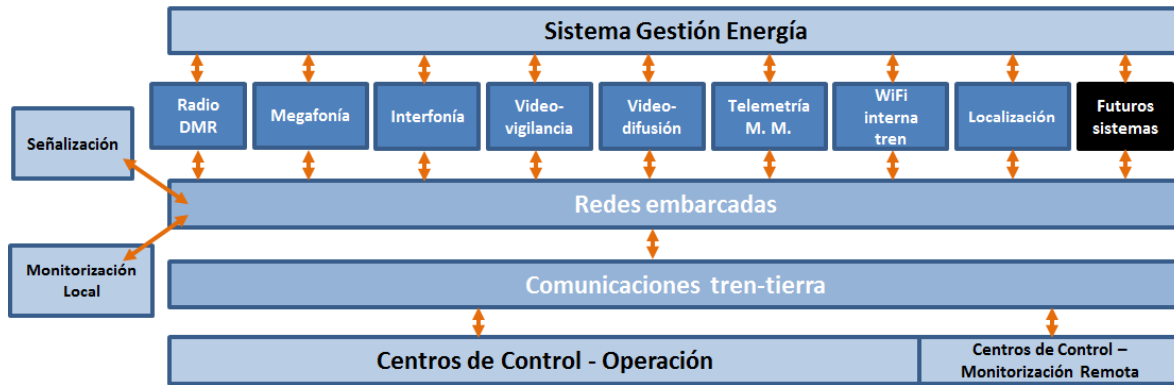 Sistema Gestión Energía
Radio
DMR
Megafonía
Interfonía
Video-
vigilancia
Video-
difusión
Telemetría
M. M.
WiFi
interna
tren
Localización
Futuros
sistemas
Señalización
Redes embarcadas
Monitorización
Local
Comunicaciones tren-tierra
Centros de Control - Operación
Centros de Control –
Monitorización Remota